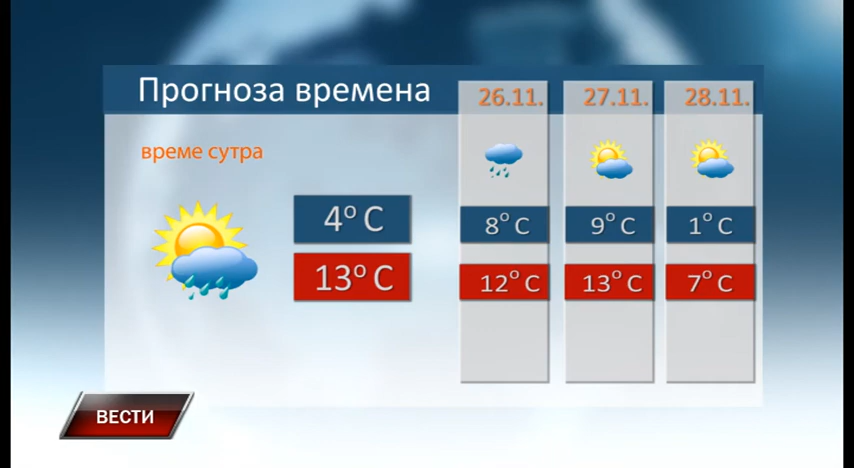 Прогноза времена
време сутра
4° C
13° C
26.11.
27.11.
28.11.
8° C
9° C
1° C
12° C
13° C
7° C
ВЕСТИ